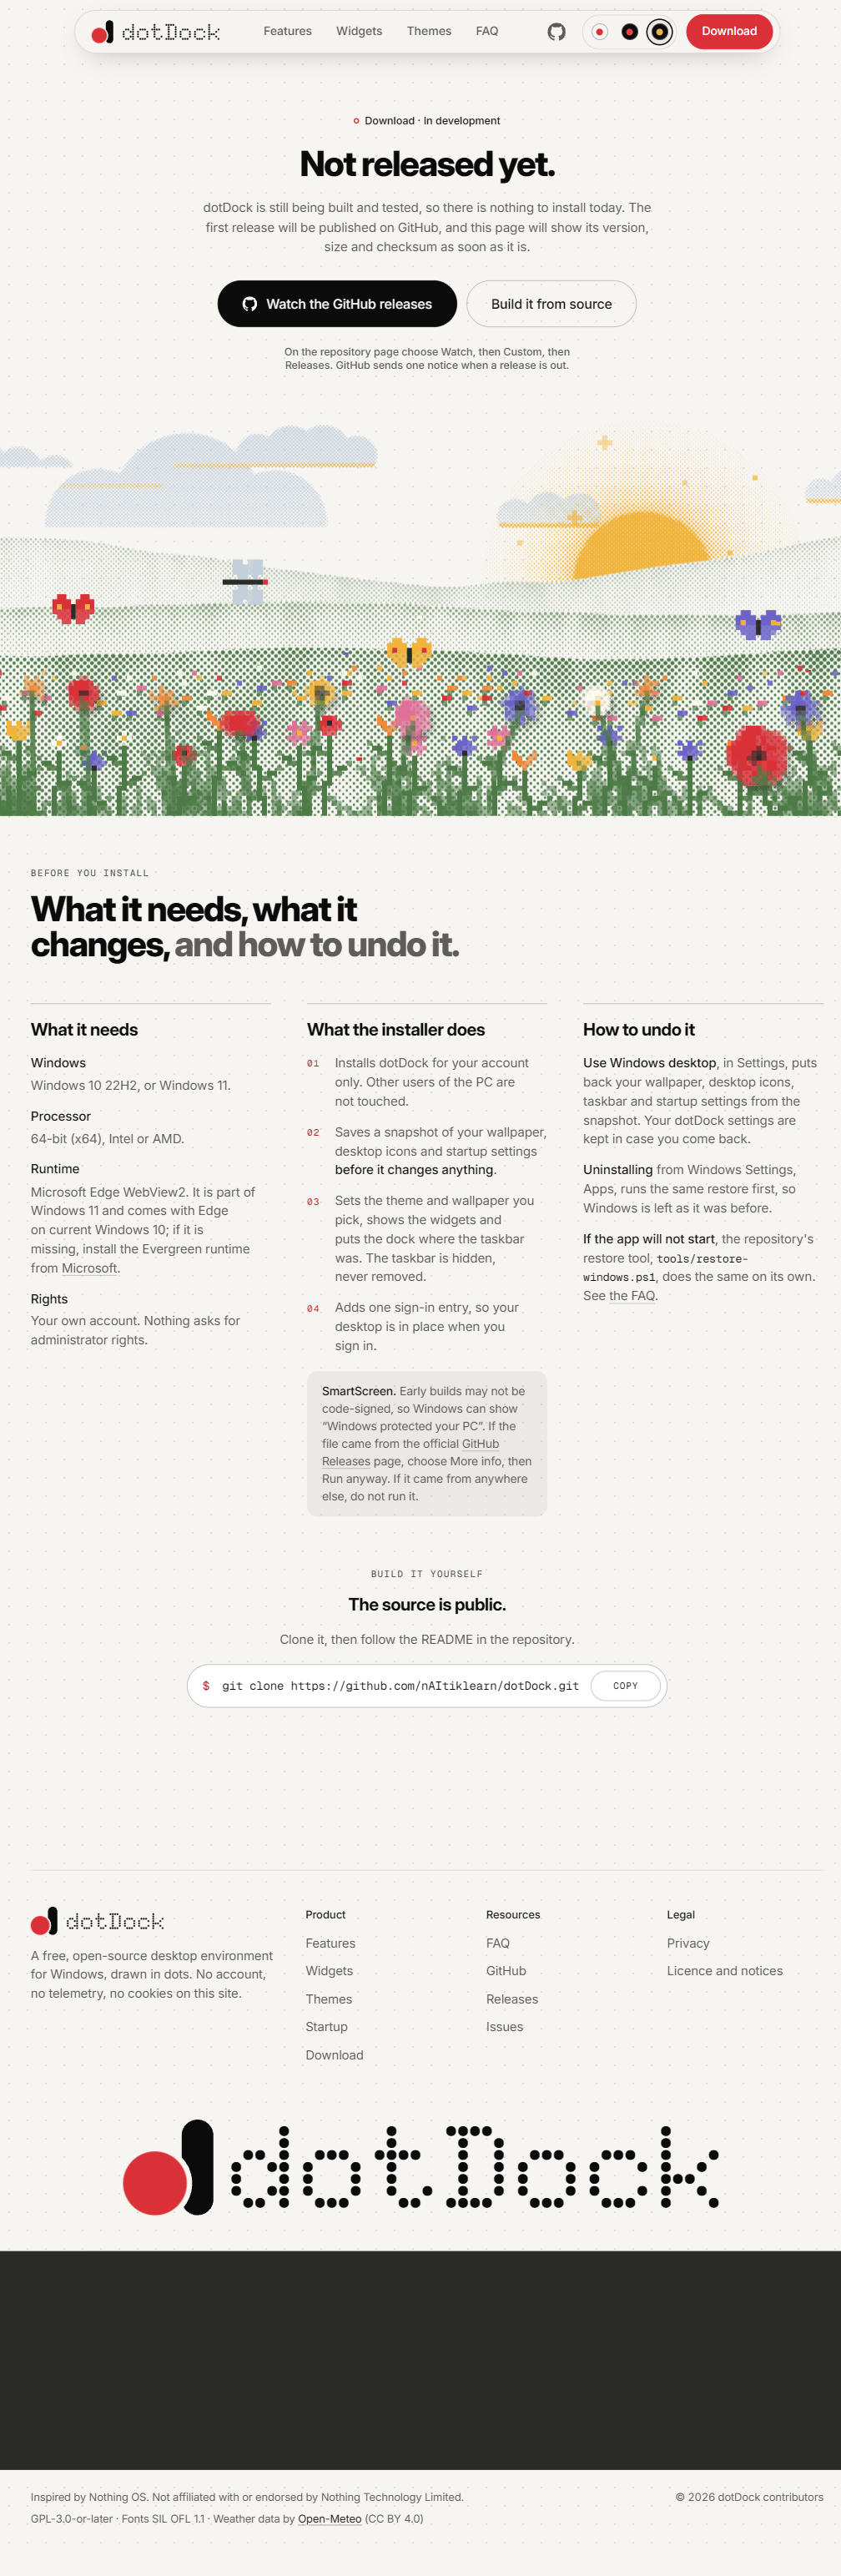 dotDock Features Widgets Themes FAQ Download
Download · In development
Not released yet.
dotDock is still being built and tested, so there is nothing to install today. The
first release will be published on GitHub, and this page will show its version,
size and checksum as soon as it is.
Watch the GitHub releases Build it from source
On the repository page choose Watch, then Custom, then
Releases. GitHub sends one notice when a release is out.
BEFORE YOU INSTALL
What it needs, what it
changes, and how to undo it.
What it needs
Windows
Windows 10 22H2, or Windows 11.
Processor
64-bit (x64), Intel or AMD.
Runtime
Microsoft Edge WebView2. It is part of
Windows 11 and comes with Edge
on current Windows 10; if it is
missing, install the Evergreen runtime
from Microsoft.
Rights
Your own account. Nothing asks for
administrator rights.
What the installer does
01 Installs dotDock for your account
only. Other users of the PC are
not touched.
02 Saves a snapshot of your wallpaper,
desktop icons and startup settings
before it changes anything.
03 Sets the theme and wallpaper you
pick, shows the widgets and
puts the dock where the taskbar
was. The taskbar is hidden,
never removed.
04 Adds one sign-in entry, so your
desktop is in place when you
sign in.
SmartScreen. Early builds may not be
code-signed, so Windows can show
“Windows protected your PC”. If the
file came from the official GitHub
Releases page, choose More info, then
Run anyway. If it came from anywhere
else, do not run it.
How to undo it
Use Windows desktop, in Settings, puts
back your wallpaper, desktop icons,
taskbar and startup settings from the
snapshot. Your dotDock settings are
kept in case you come back.
Uninstalling from Windows Settings,
Apps, runs the same restore first, so
Windows is left as it was before.
If the app will not start, the repository's
restore tool, tools/restore-
windows.ps1, does the same on its own.
See the FAQ.
BUILD IT YOURSELF
The source is public.
Clone it, then follow the README in the repository.
$ git clone https://github.com/nAItiklearn/dotDock.git COPY
dotDock
A free, open-source desktop environment
for Windows, drawn in dots. No account,
no telemetry, no cookies on this site.
Product
Features
Widgets
Themes
Startup
Download
Resources
FAQ
GitHub
Releases
Issues
Legal
Privacy
Licence and notices
dotDock
Inspired by Nothing OS. Not affiliated with or endorsed by Nothing Technology Limited.
GPL-3.0-or-later · Fonts SIL OFL 1.1 · Weather data by Open-Meteo (CC BY 4.0)
© 2026 dotDock contributors